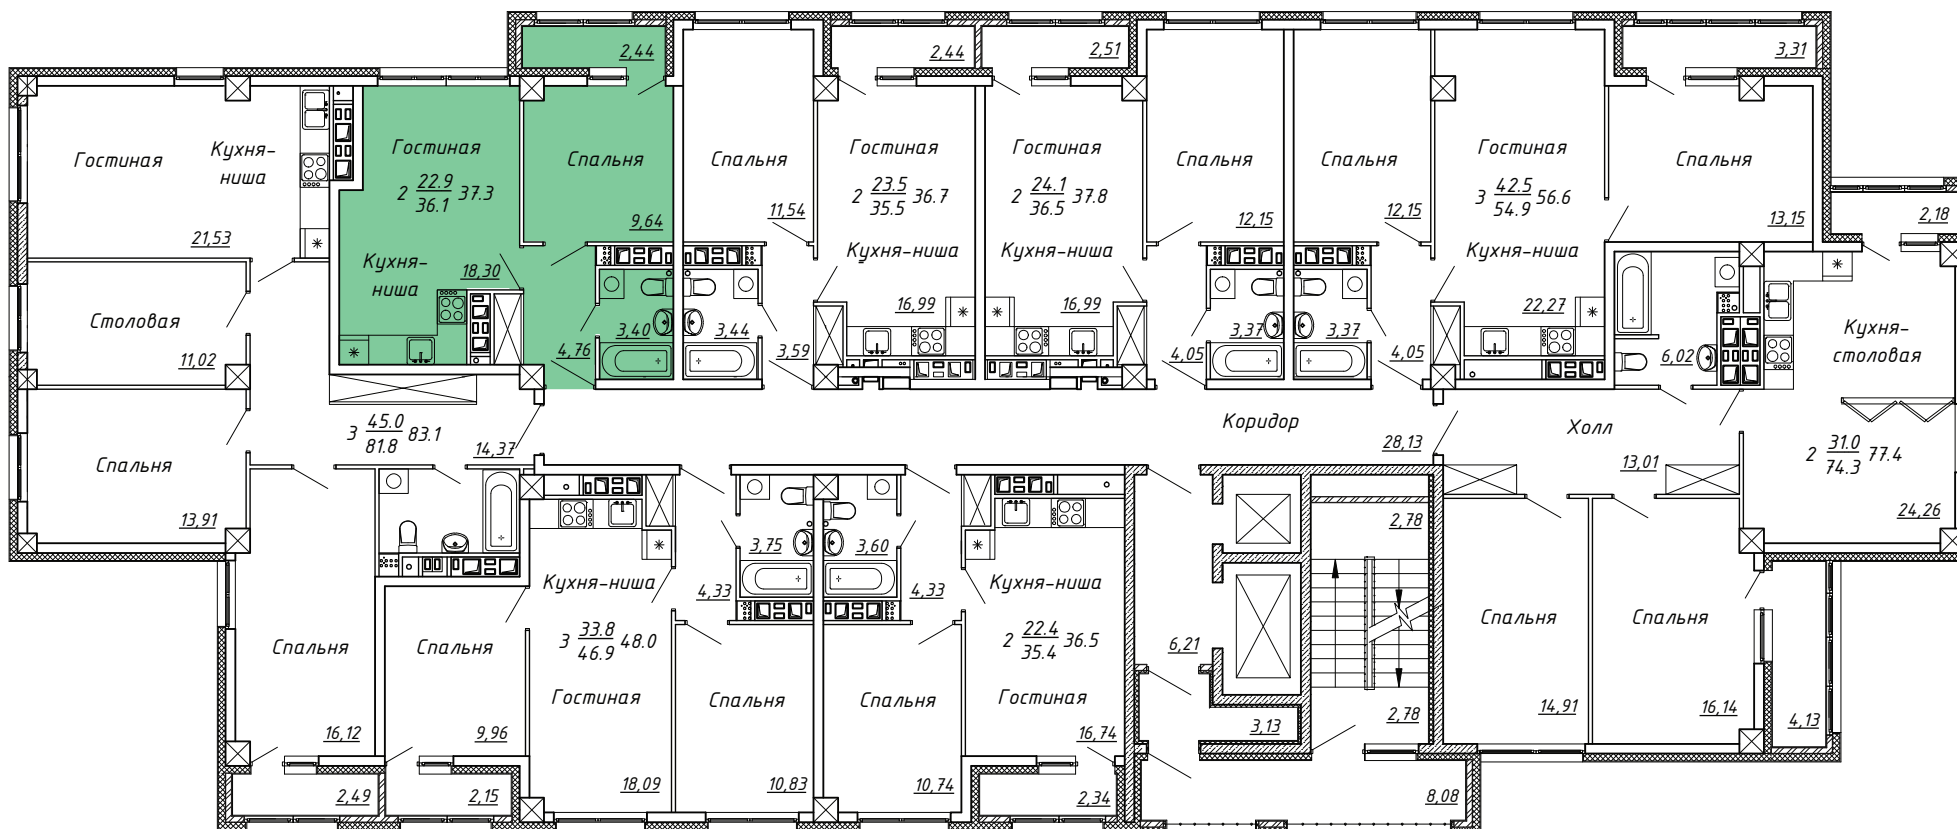 2,44
2,44
2,51
3,31
Гостиная
Кухня-
ниша
21,53
Гостиная
2 22.9 37.3
36.1
Кухня-
ниша
18,30
Спальня
9,64
Спальня
11,54
Гостиная
2 23.5 36.7
35.5
Кухня-ниша
16,99
Гостиная
2 24.1 37.8
36.5
Кухня-ниша
16,99
Спальня
12,15
Спальня
12,15
Гостиная
3 42.5 56.6
54.9
Кухня-ниша
22,27
Спальня
13,15
2,18
Столовая
11,02
4,76
3,40
3,44
3,59
3,37
4,05
3,37
4,05
6,02
Кухня-
столовая
3 45.0 83.1
81.8
14,37
Коридор
28,13
Холл
13,01
2 31.0 77.4
74.3
24,26
Спальня
13,91
3,75
4,33
3,60
4,33
2,78
Кухня-ниша
3 33.8 48.0
46.9
Гостиная
18,09
Кухня-ниша
2 22.4 36.5
35.4
Гостиная
16,74
Спальня
16,12
Спальня
9,96
Спальня
10,83
Спальня
10,74
6,21
3,13
2,78
Спальня
14,91
Спальня
16,14
4,13
2,49
2,15
2,34
8,08